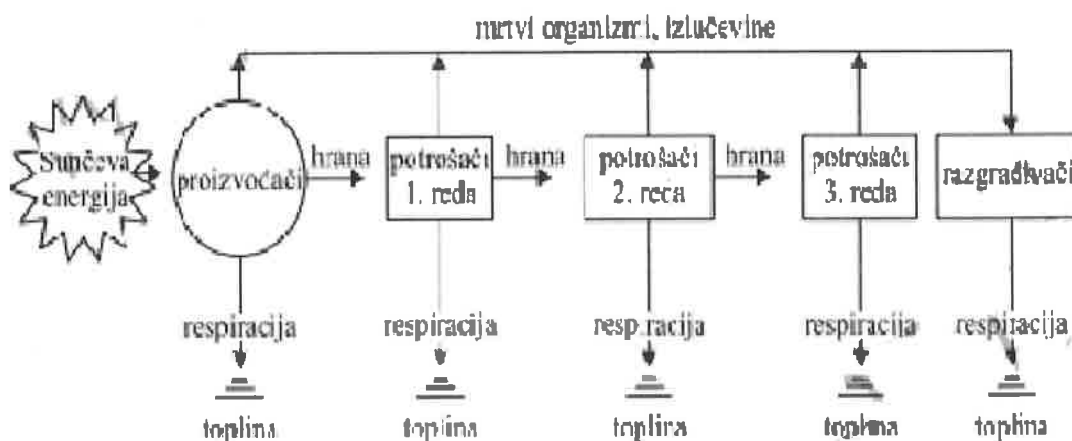 mrtvi organizmi, izlučevine
Sunčeva
energija
proizvođači
hrana
potrošači
1. reda
hrana
potrošači
2. reda
hrana
potrošači
3. reda
razgrađivači
respiracija
respiracija
respiracija
respiracija
respiracija
toplina
toplina
toplina
toplina
toplina